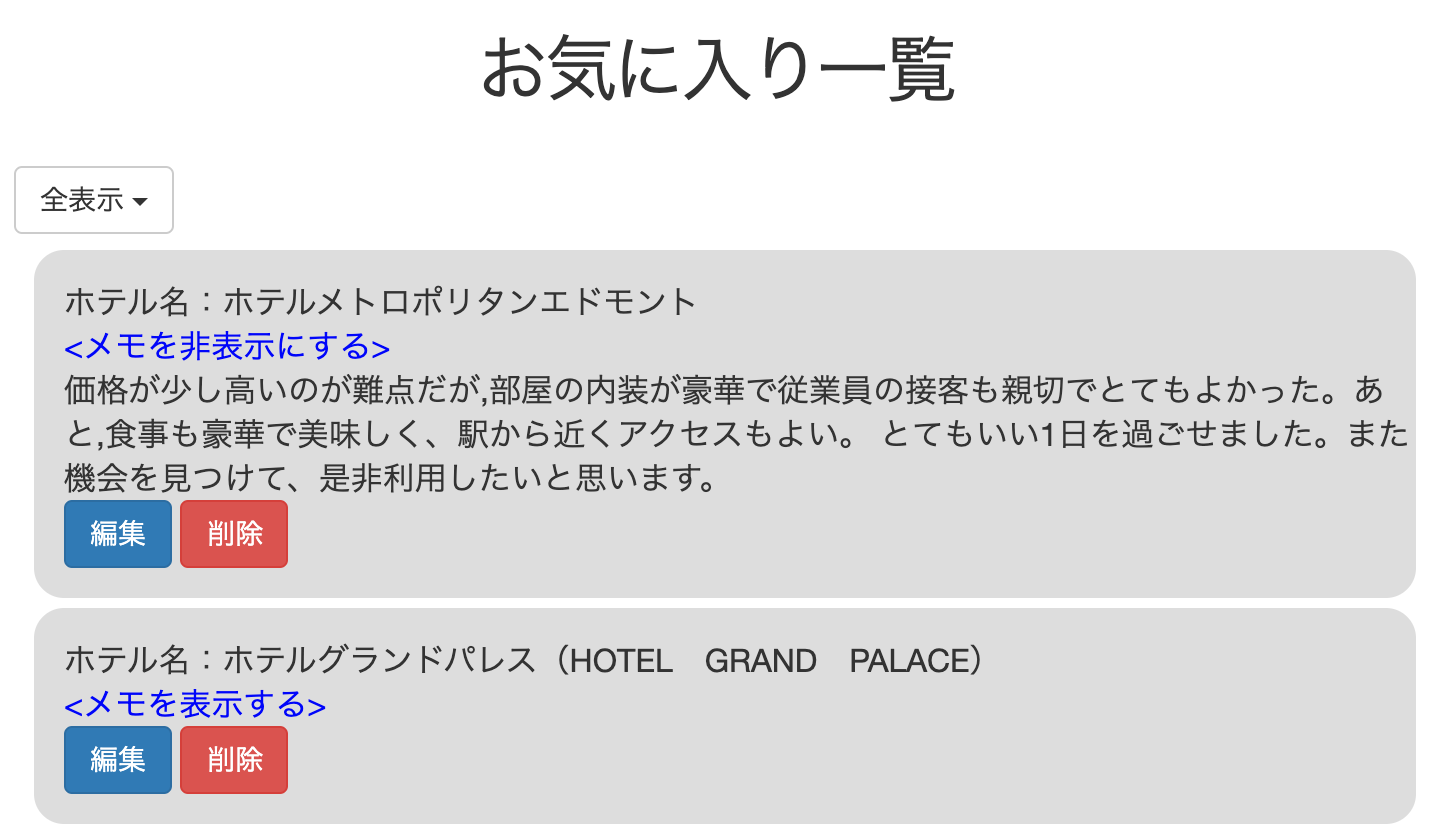 お気に入り一覧
全表示
ホテル名：ホテルメトロポリタンエドモント
<メモを非表示にする>
価格が少し高いのが難点だが,部屋の内装が豪華で従業員の接客も親切でとてもよかった。あ
と,食事も豪華で美味しく、駅から近くアクセスもよい。 とてもいい1日を過ごせました。また
機会を見つけて、是非利用したいと思います。
編集 削除
ホテル名：ホテルグランドパレス（HOTEL　GRAND　PALACE）
<メモを表示する>
編集 削除